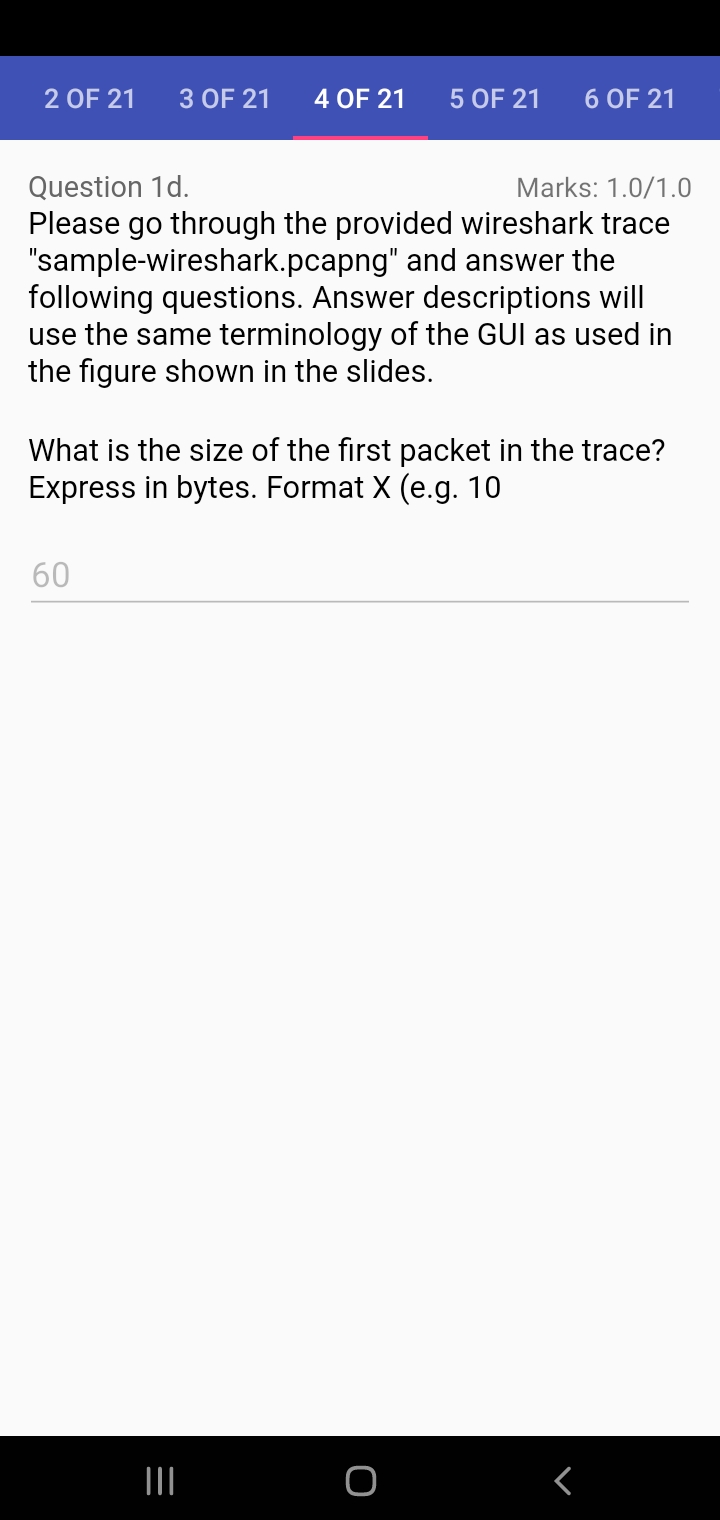 2 OF 21 3 OF 21 4 OF 21 5 OF 21 6 OF 21
Question 1d. Marks: 1.0/1.0
Please go through the provided wireshark trace
"sample-wireshark.pcapng" and answer the
following questions. Answer descriptions will
use the same terminology of the GUI as used in
the figure shown in the slides.
What is the size of the first packet in the trace?
Express in bytes. Format X (e.g. 10
60